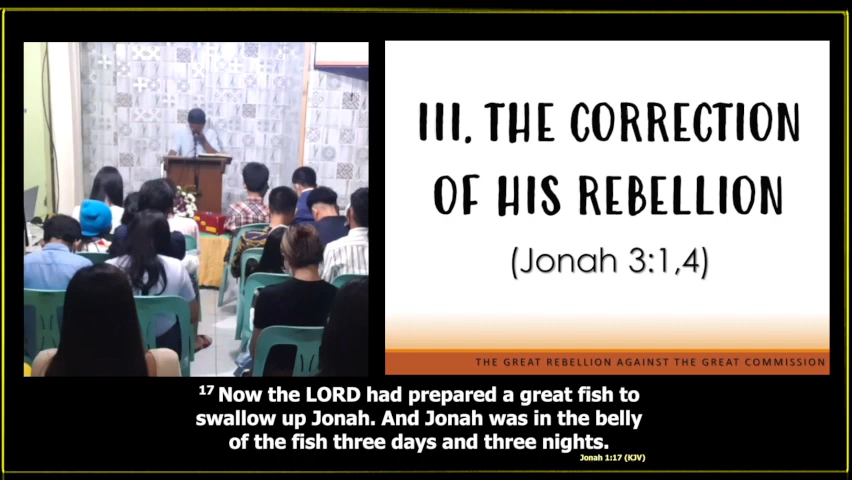 III. THE CORRECTION
OF HIS REBELLION
(Jonah 3:1,4)
THE GREAT REBELLION AGAINST THE GREAT COMMISSION
17 Now the LORD had prepared a great fish to
swallow up Jonah. And Jonah was in the belly
of the fish three days and three nights.
Jonah 1:17 (KJV)